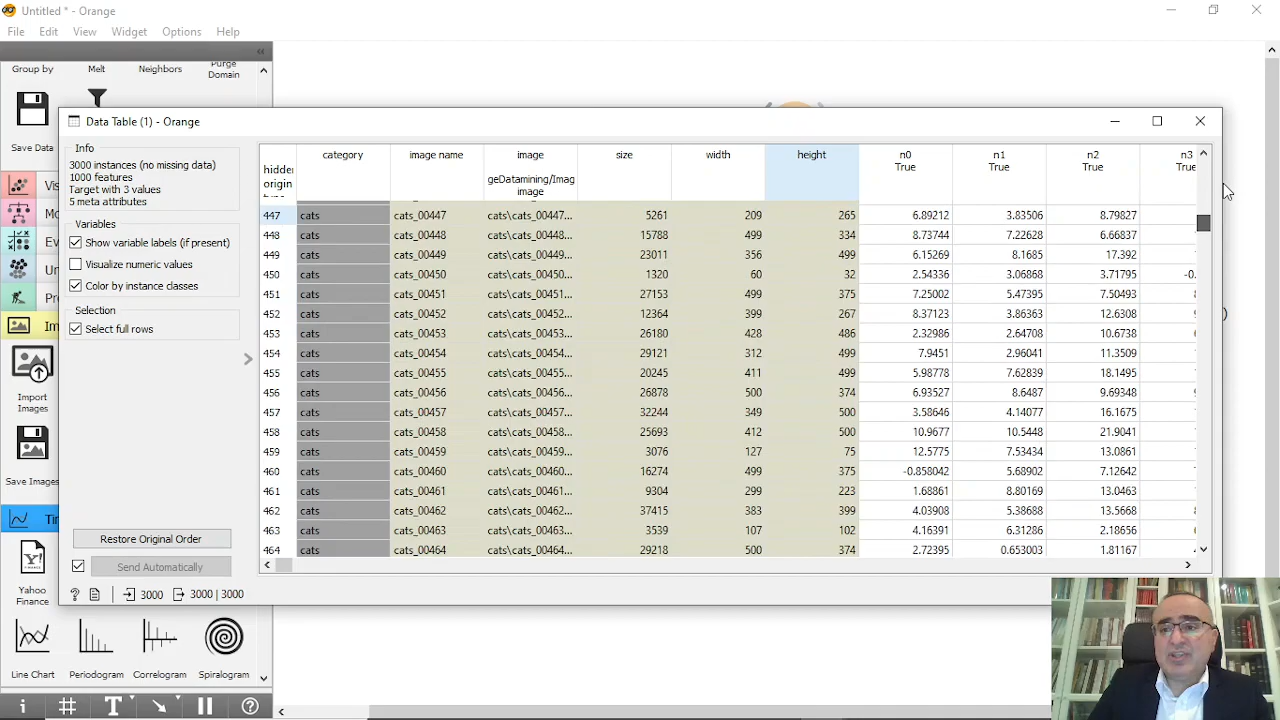 Untitled * - Orange
File Edit View Widget Options Help
Group by Melt Neighbors Purge Domain
Save Data
Data Table (1) - Orange
Info
3000 instances (no missing data)
1000 features
Target with 3 values
5 meta attributes
Variables
Show variable labels (if present)
Visualize numeric values
Color by instance classes
Selection
Select full rows
Restore Original Order
Send Automatically
? 3000 3000 | 3000
hidden origin category image name image size width height n0 n1 n2 n3
geDatamining/Imag True True True True
image
447 cats cats_00447 cats\cats_00447... 5261 209 265 6.89212 3.83506 8.79827
448 cats cats_00448 cats\cats_00448... 15788 499 334 8.73744 7.22628 6.66837
449 cats cats_00449 cats\cats_00449... 23011 356 499 6.15269 8.1685 17.392
450 cats cats_00450 cats\cats_00450... 1320 60 32 2.54336 3.06868 3.71795 -0.
451 cats cats_00451 cats\cats_00451... 27153 499 375 7.25002 5.47395 7.50493
452 cats cats_00452 cats\cats_00452... 12364 399 267 8.37123 3.86363 12.6308
453 cats cats_00453 cats\cats_00453... 26180 428 486 2.32986 2.64708 10.6738
454 cats cats_00454 cats\cats_00454... 29121 312 499 7.9451 2.96041 11.3509
455 cats cats_00455 cats\cats_00455... 20245 411 499 5.98778 7.62839 18.1495
456 cats cats_00456 cats\cats_00456... 26878 500 374 6.93527 8.6487 9.69348
457 cats cats_00457 cats\cats_00457... 32244 349 500 3.58646 4.14077 16.1675
458 cats cats_00458 cats\cats_00458... 25693 412 500 10.9677 10.5448 21.9041
459 cats cats_00459 cats\cats_00459... 3076 127 75 12.5775 7.53434 13.0861
460 cats cats_00460 cats\cats_00460... 16274 499 375 -0.858042 5.68902 7.12642
461 cats cats_00461 cats\cats_00461... 9304 299 223 1.68861 8.80169 13.0463
462 cats cats_00462 cats\cats_00462... 37415 383 399 4.03908 5.38688 13.5668
463 cats cats_00463 cats\cats_00463... 3539 107 102 4.16391 6.31286 2.18656
464 cats cats_00464 cats\cats_00464... 29218 500 374 2.72395 0.653003 1.81167
Import Images
Save Images
Yahoo Finance
Line Chart Periodogram Correlogram Spiralogram